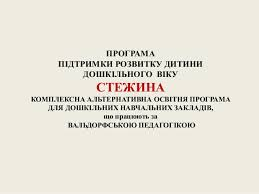 ПРОГРАМА
ПІДТРИМКИ РОЗВИТКУ ДИТИНИ
ДОШКІЛЬНОГО ВІКУ
СТЕЖИНА
КОМПЛЕКСНА АЛЬТЕРНАТИВНА ОСВІТНЯ ПРОГРАМА
ДЛЯ ДОШКІЛЬНИХ НАВЧАЛЬНИХ ЗАКЛАДІВ,
що працюють за
ВАЛЬДОРФСЬКОЮ ПЕДАГОГІКОЮ